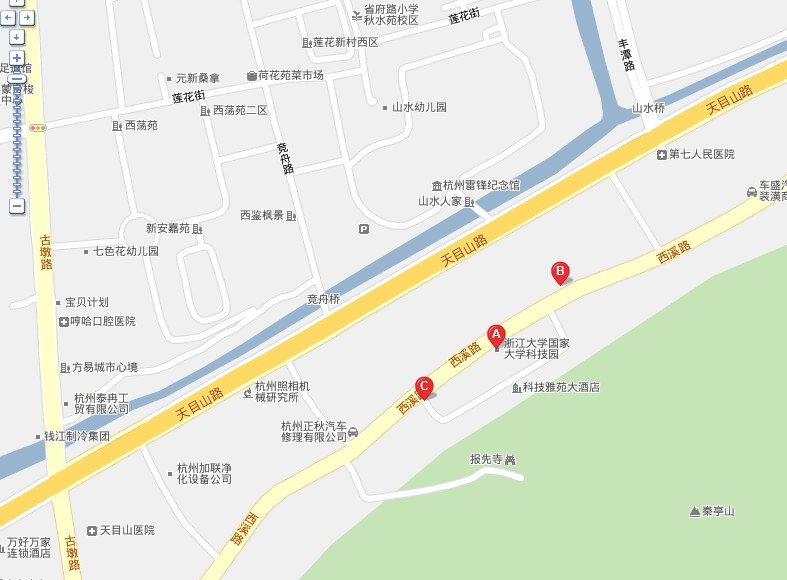 省府路小学
秋水苑校区
莲花街
莲花新村西区
丰潭路
足道馆
元新桑拿
荷花苑菜市场
莲花街
西荡苑二区
山水幼儿园
山水桥
天目山路
西荡苑
竞舟路
第七人民医院
杭州雷锋纪念馆
山水人家
车盛汽
装潢商
西鉴枫景
新安嘉苑
P
古墩路
七色花幼儿园
天目山路
西溪路
B
宝贝计划
竞舟桥
哼哈口腔医院
A
浙江大学国家
大学科技园
西溪路
方易城市心境
C
杭州照相机
械研究所
科技雅苑大酒店
杭州泰冉工
贸有限公司
天目山路
西溪
杭州正秋汽车
修理有限公司
钱江制冷集团
报先寺
杭州加联净
化设备公司
秦亭山
天目山医院
西溪路
万好万家
连锁酒店
古墩路